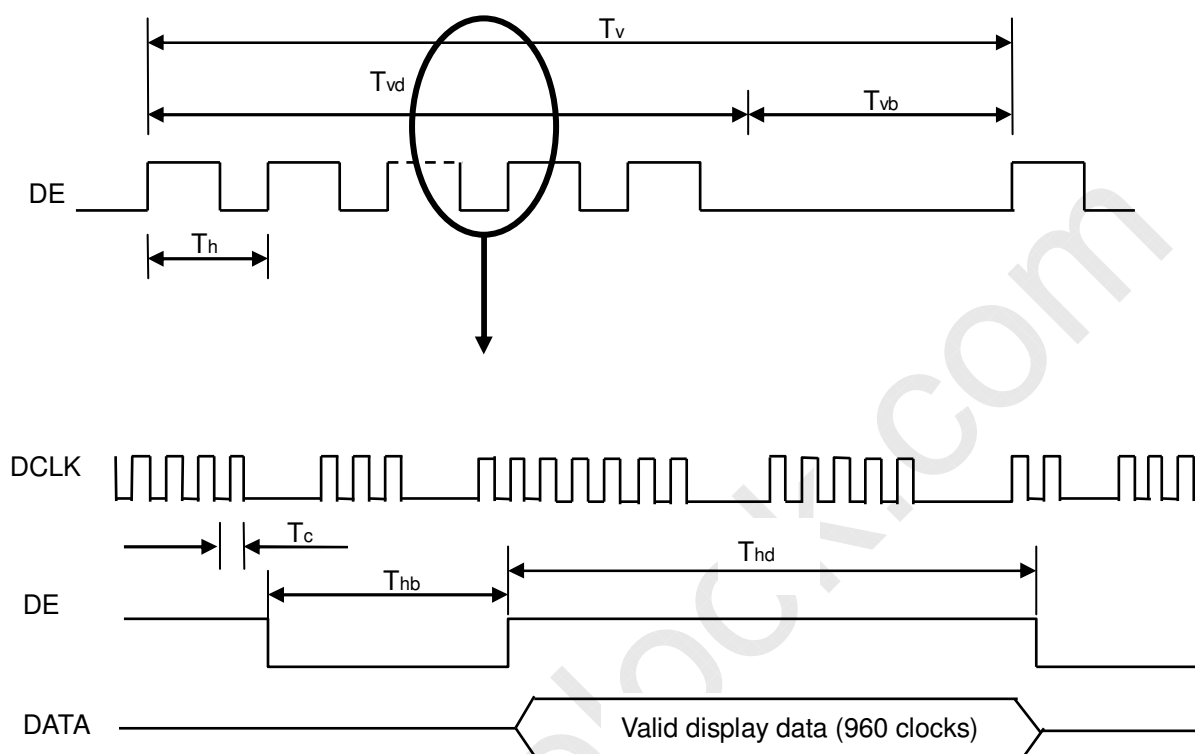 Tv
Tvd
Tvb
DE
Th
DCLK
Tc
Thd
Thb
DE
DATA
Valid display data (960 clocks)